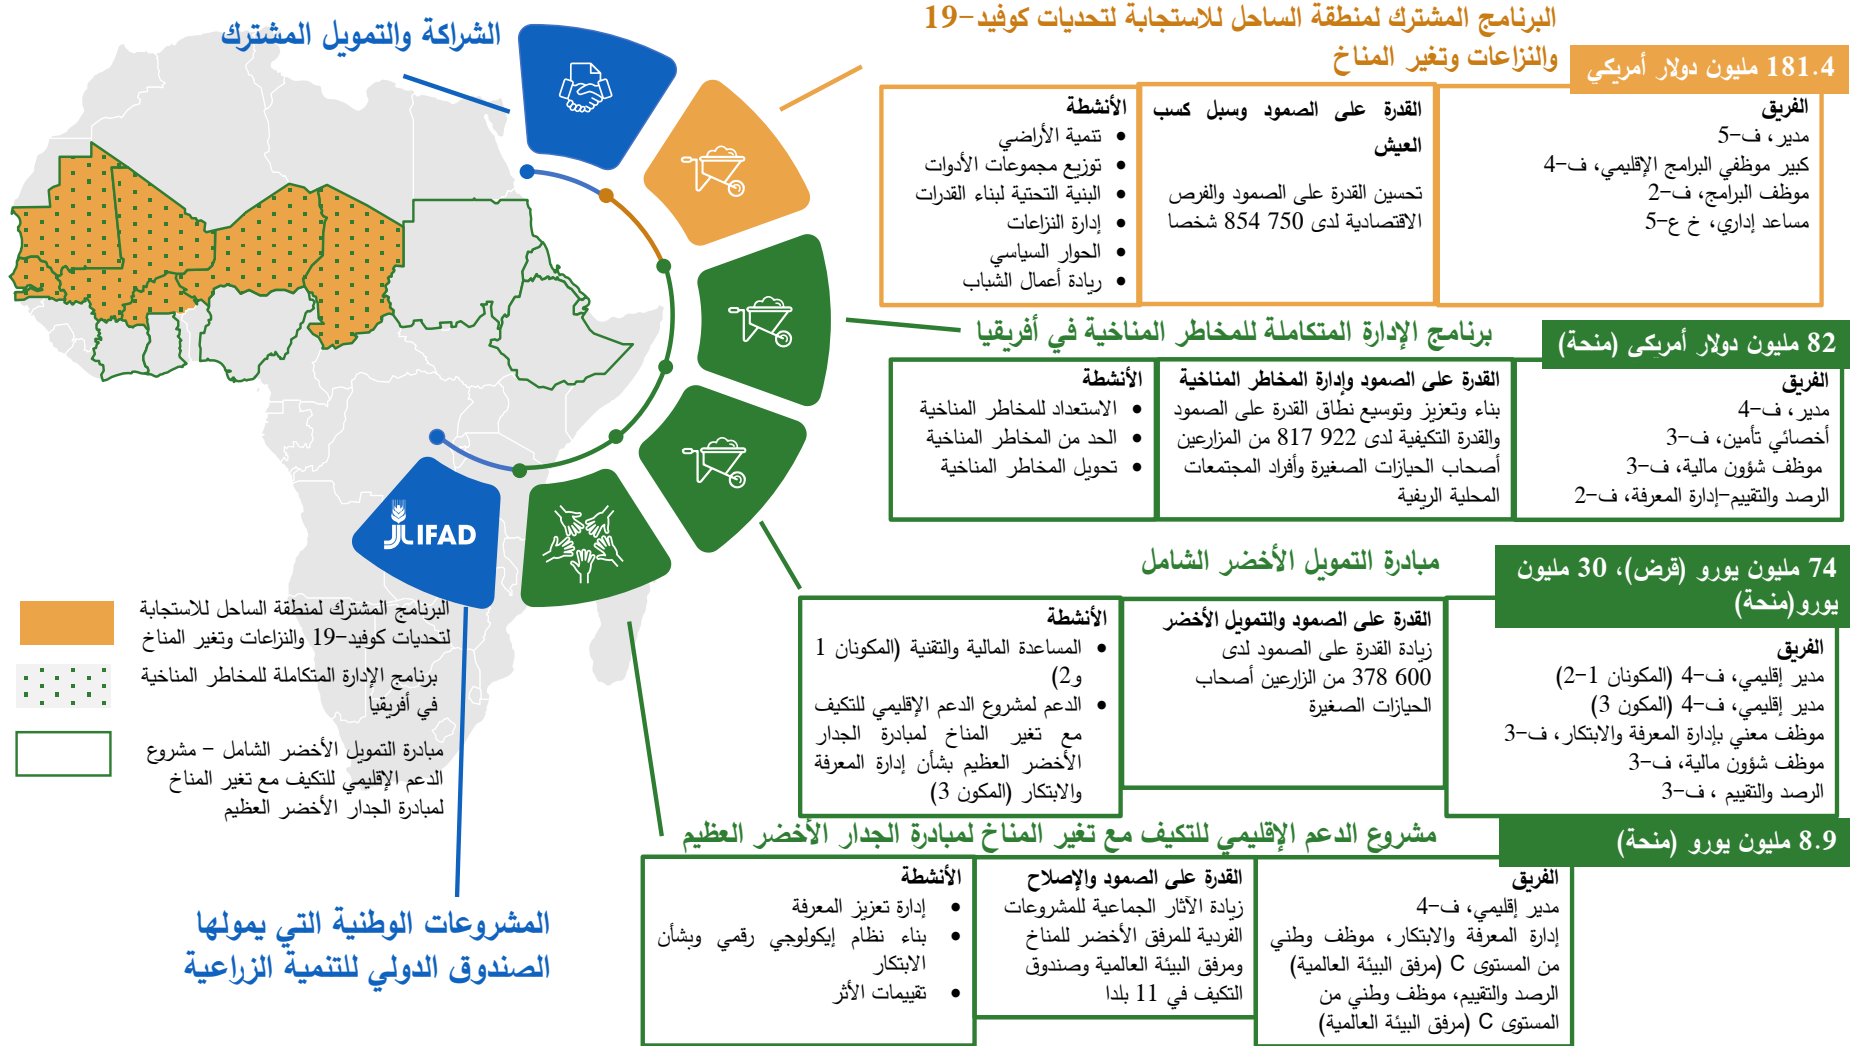 الشراكة والتمويل المشترك
البرنامج المشترك لمنطقة الساحل للاستجابة لتحديات كوفيد-19
والنزاعات وتغير المناخ
181.4 مليون دولار أمريكي
الفريق
مدير، ف-5
كبير موظفي البرامج الإقليمي، ف-4
موظف البرامج، ف-2
مساعد إداري، خ ع-5
القدرة على الصمود وسبل كسب
العيش
تحسين القدرة على الصمود والفرص
الاقتصادية لدى 750 854 شخصا
الأنشطة
• تنمية الأراضي
• توزيع مجموعات الأدوات
• البنية التحتية لبناء القدرات
• إدارة النزاعات
• الحوار السياسي
• ريادة أعمال الشباب
برنامج الإدارة المتكاملة للمخاطر المناخية في أفريقيا
82 مليون دولار أمريكي (منحة)
الفريق
مدير، ف-4
أخصائي تأمين، ف-3
موظف شؤون مالية، ف-3
الرصد والتقييم-إدارة المعرفة، ف-2
القدرة على الصمود وإدارة المخاطر المناخية
بناء وتعزيز وتوسيع نطاق القدرة على الصمود
والقدرة التكيفية لدى 922 817 من المزارعين
أصحاب الحيازات الصغيرة وأفراد المجتمعات
المحلية الريفية
الأنشطة
• الاستعداد للمخاطر المناخية
• الحد من المخاطر المناخية
• تحويل المخاطر المناخية
مبادرة التمويل الأخضر الشامل
74 مليون يورو (قرض)، 30 مليون
يورو(منحة)
الفريق
مدير إقليمي، ف-4 (المكونان 1-2)
مدير إقليمي، ف-4 (المكون 3)
موظف معني بإدارة المعرفة والابتكار، ف-3
موظف شؤون مالية، ف-3
الرصد والتقييم ، ف-3
القدرة على الصمود والتمويل الأخضر
زيادة القدرة على الصمود لدى
600 378 من الزارعين أصحاب
الحيازات الصغيرة
الأنشطة
• المساعدة المالية والتقنية (المكونان 1
و2)
• الدعم لمشروع الدعم الإقليمي للتكيف
مع تغير المناخ لمبادرة الجدار
الأخضر العظيم بشأن إدارة المعرفة
والابتكار (المكون 3)
مشروع الدعم الإقليمي للتكيف مع تغير المناخ لمبادرة الجدار الأخضر العظيم
8.9 مليون يورو (منحة)
الفريق
مدير إقليمي، ف-4
إدارة المعرفة والابتكار، موظف وطني
من المستوى C (مرفق البيئة العالمية)
الرصد والتقييم، موظف وطني من
المستوى C (مرفق البيئة العالمية)
القدرة على الصمود والإصلاح
زيادة الآثار الجماعية للمشروعات
الفردية للمرفق الأخضر للمناخ
ومرفق البيئة العالمية وصندوق
التكيف في 11 بلدا
الأنشطة
• إدارة تعزيز المعرفة
• بناء نظام إيكولوجي رقمي وبشأن
الابتكار
• تقييمات الأثر
IFAD
البرنامج المشترك لمنطقة الساحل للاستجابة
لتحديات كوفيد-19 والنزاعات وتغير المناخ
برنامج الإدارة المتكاملة للمخاطر المناخية
في أفريقيا
مبادرة التمويل الأخضر الشامل - مشروع
الدعم الإقليمي للتكيف مع تغير المناخ
لمبادرة الجدار الأخضر العظيم
المشروعات الوطنية التي يمولها
الصندوق الدولي للتنمية الزراعية